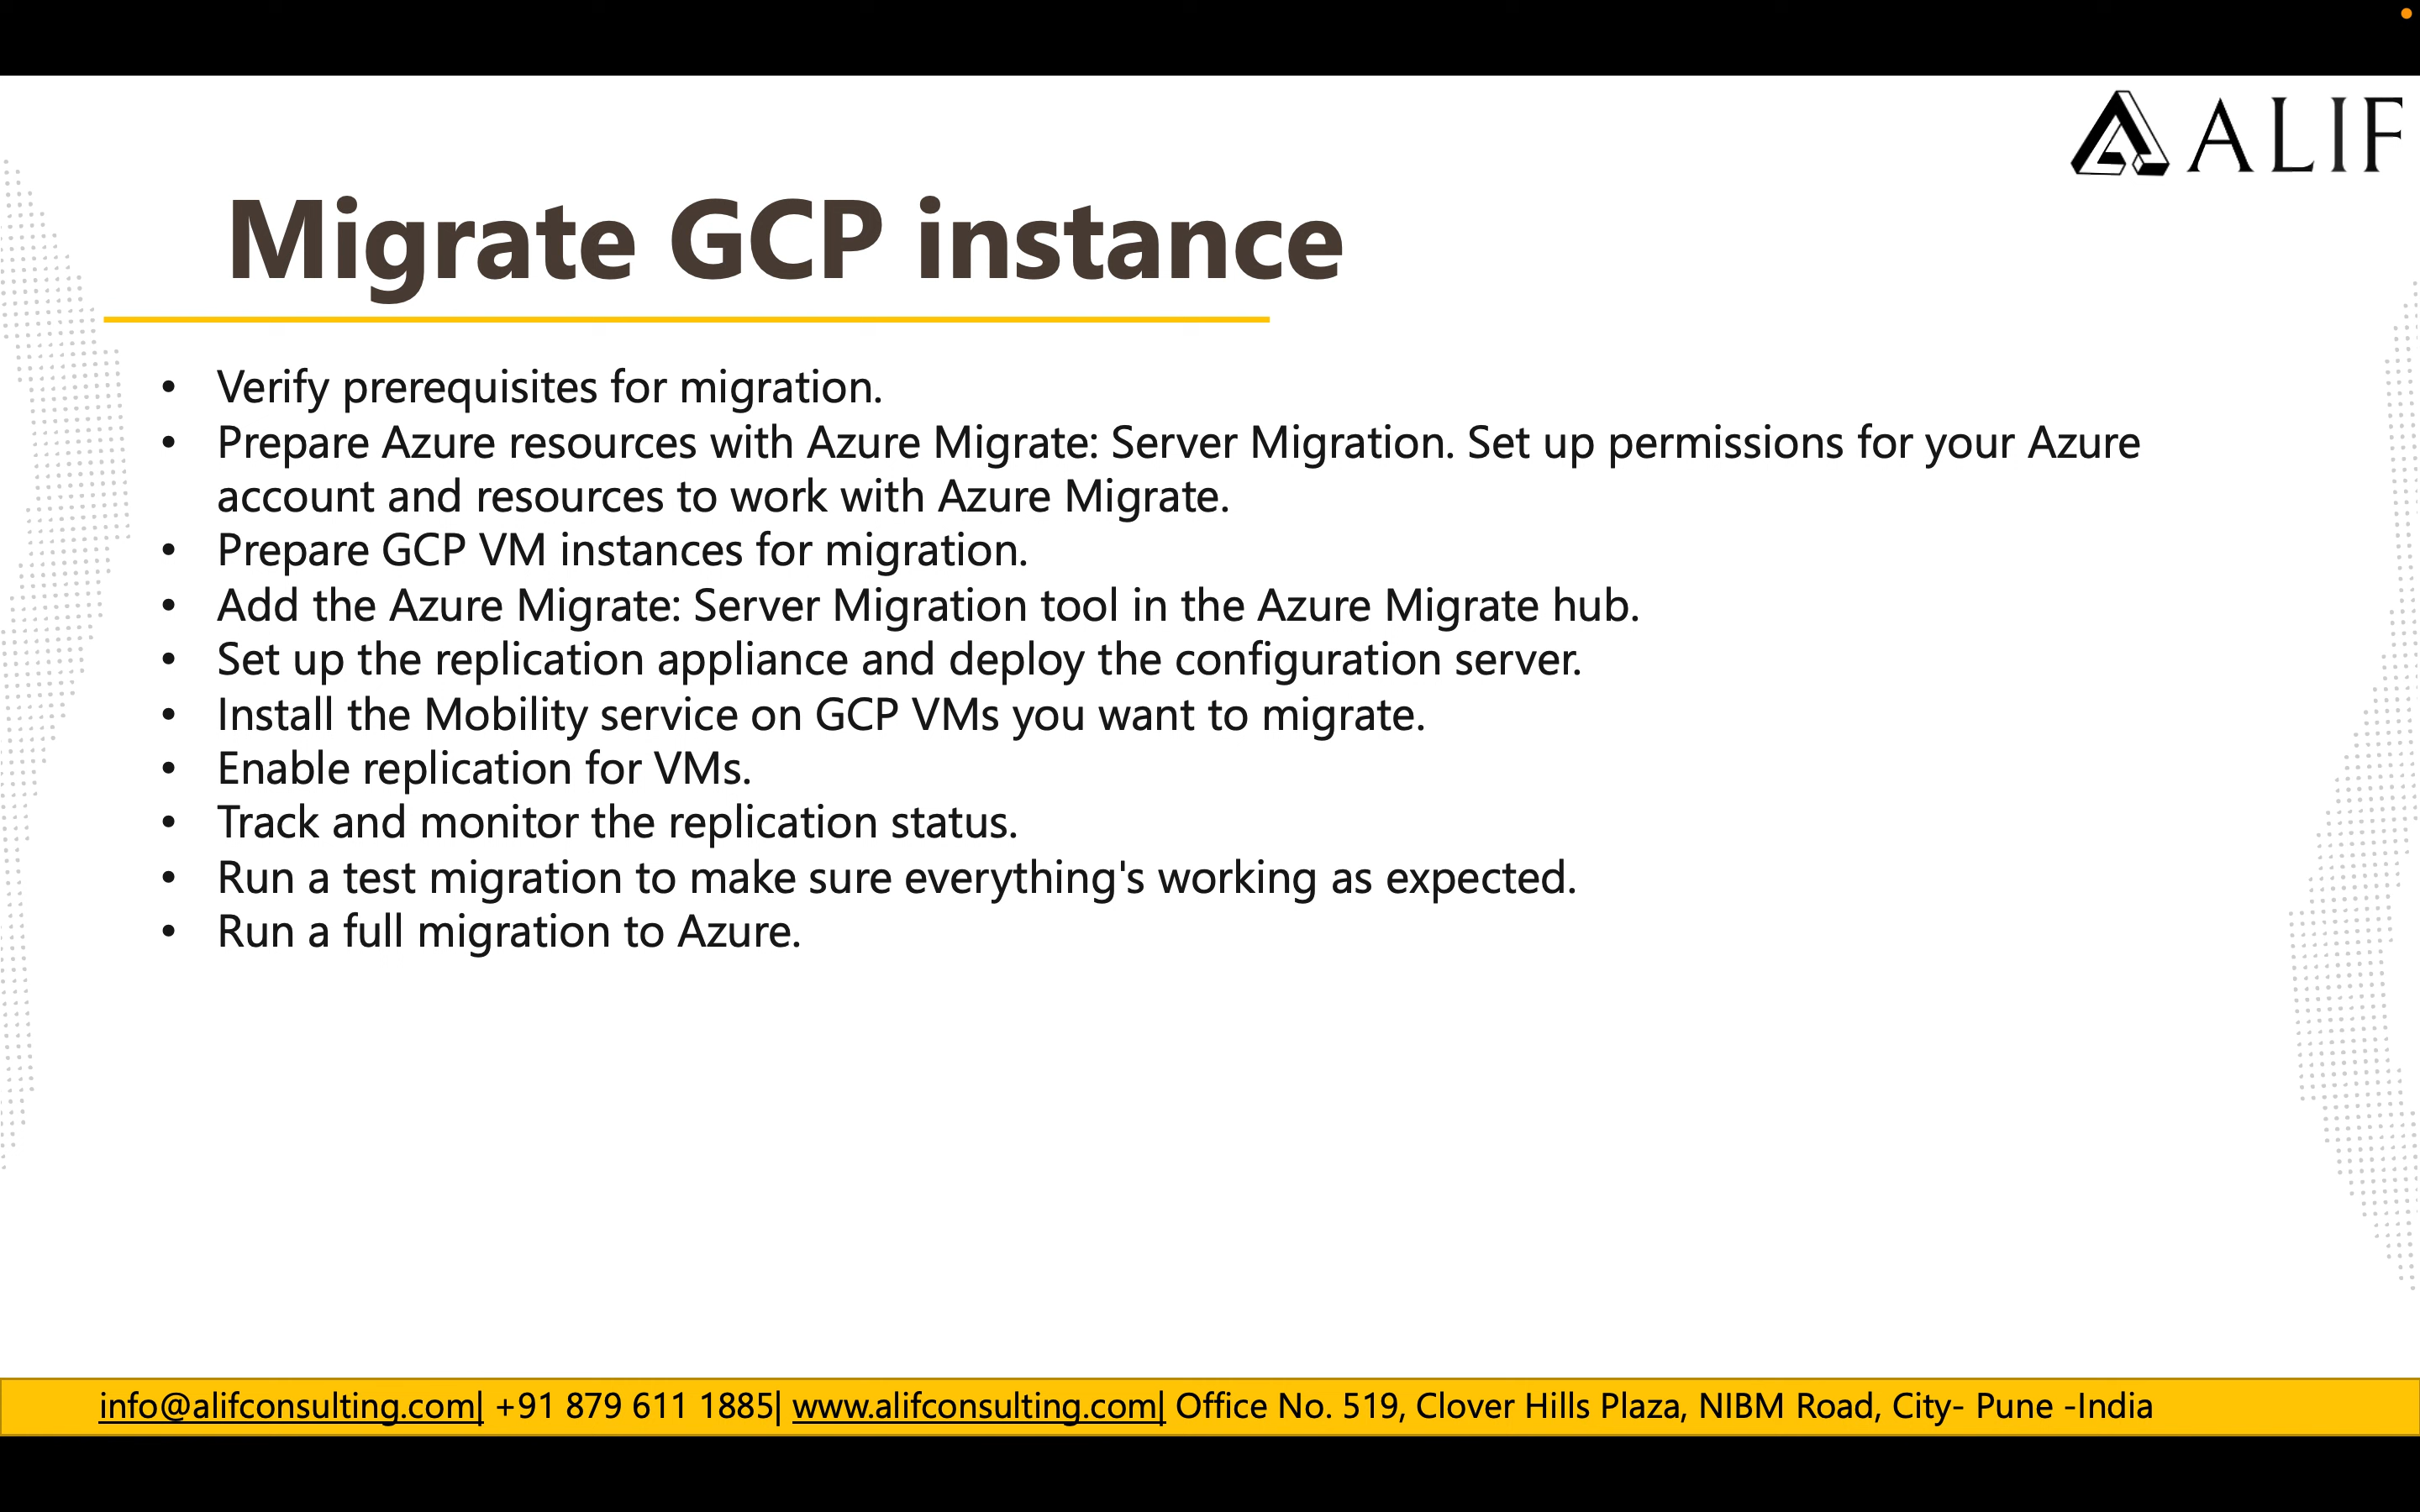 ALIF
Migrate GCP instance
• Verify prerequisites for migration.
• Prepare Azure resources with Azure Migrate: Server Migration. Set up permissions for your Azure
account and resources to work with Azure Migrate.
• Prepare GCP VM instances for migration.
• Add the Azure Migrate: Server Migration tool in the Azure Migrate hub.
• Set up the replication appliance and deploy the configuration server.
• Install the Mobility service on GCP VMs you want to migrate.
• Enable replication for VMs.
• Track and monitor the replication status.
• Run a test migration to make sure everything's working as expected.
• Run a full migration to Azure.
info@alifconsulting.com| +91 879 611 1885| www.alifconsulting.com| Office No. 519, Clover Hills Plaza, NIBM Road, City- Pune -India